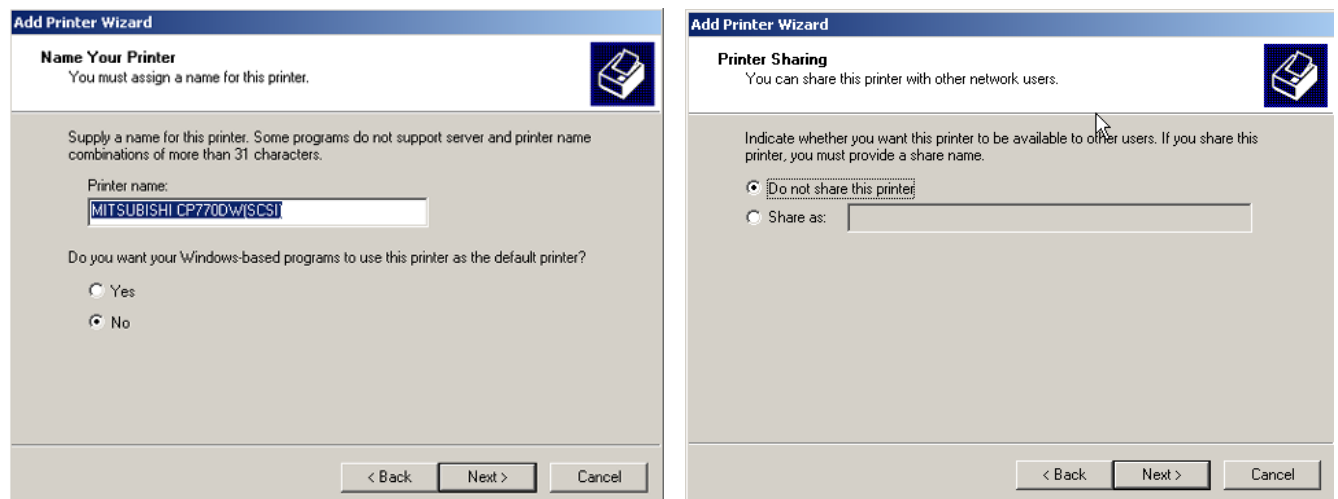 Add Printer Wizard
Name Your Printer
You must assign a name for this printer.
Supply a name for this printer. Some programs do not support server and printer name
combinations of more than 31 characters.
Printer name:
MITSUBISHI CP770DW(SCSI)
Do you want your Windows-based programs to use this printer as the default printer?
Yes
No
< Back Next > Cancel
Add Printer Wizard
Printer Sharing
You can share this printer with other network users.
Indicate whether you want this printer to be available to other users. If you share this
printer, you must provide a share name.
Do not share this printer
Share as:
< Back Next > Cancel